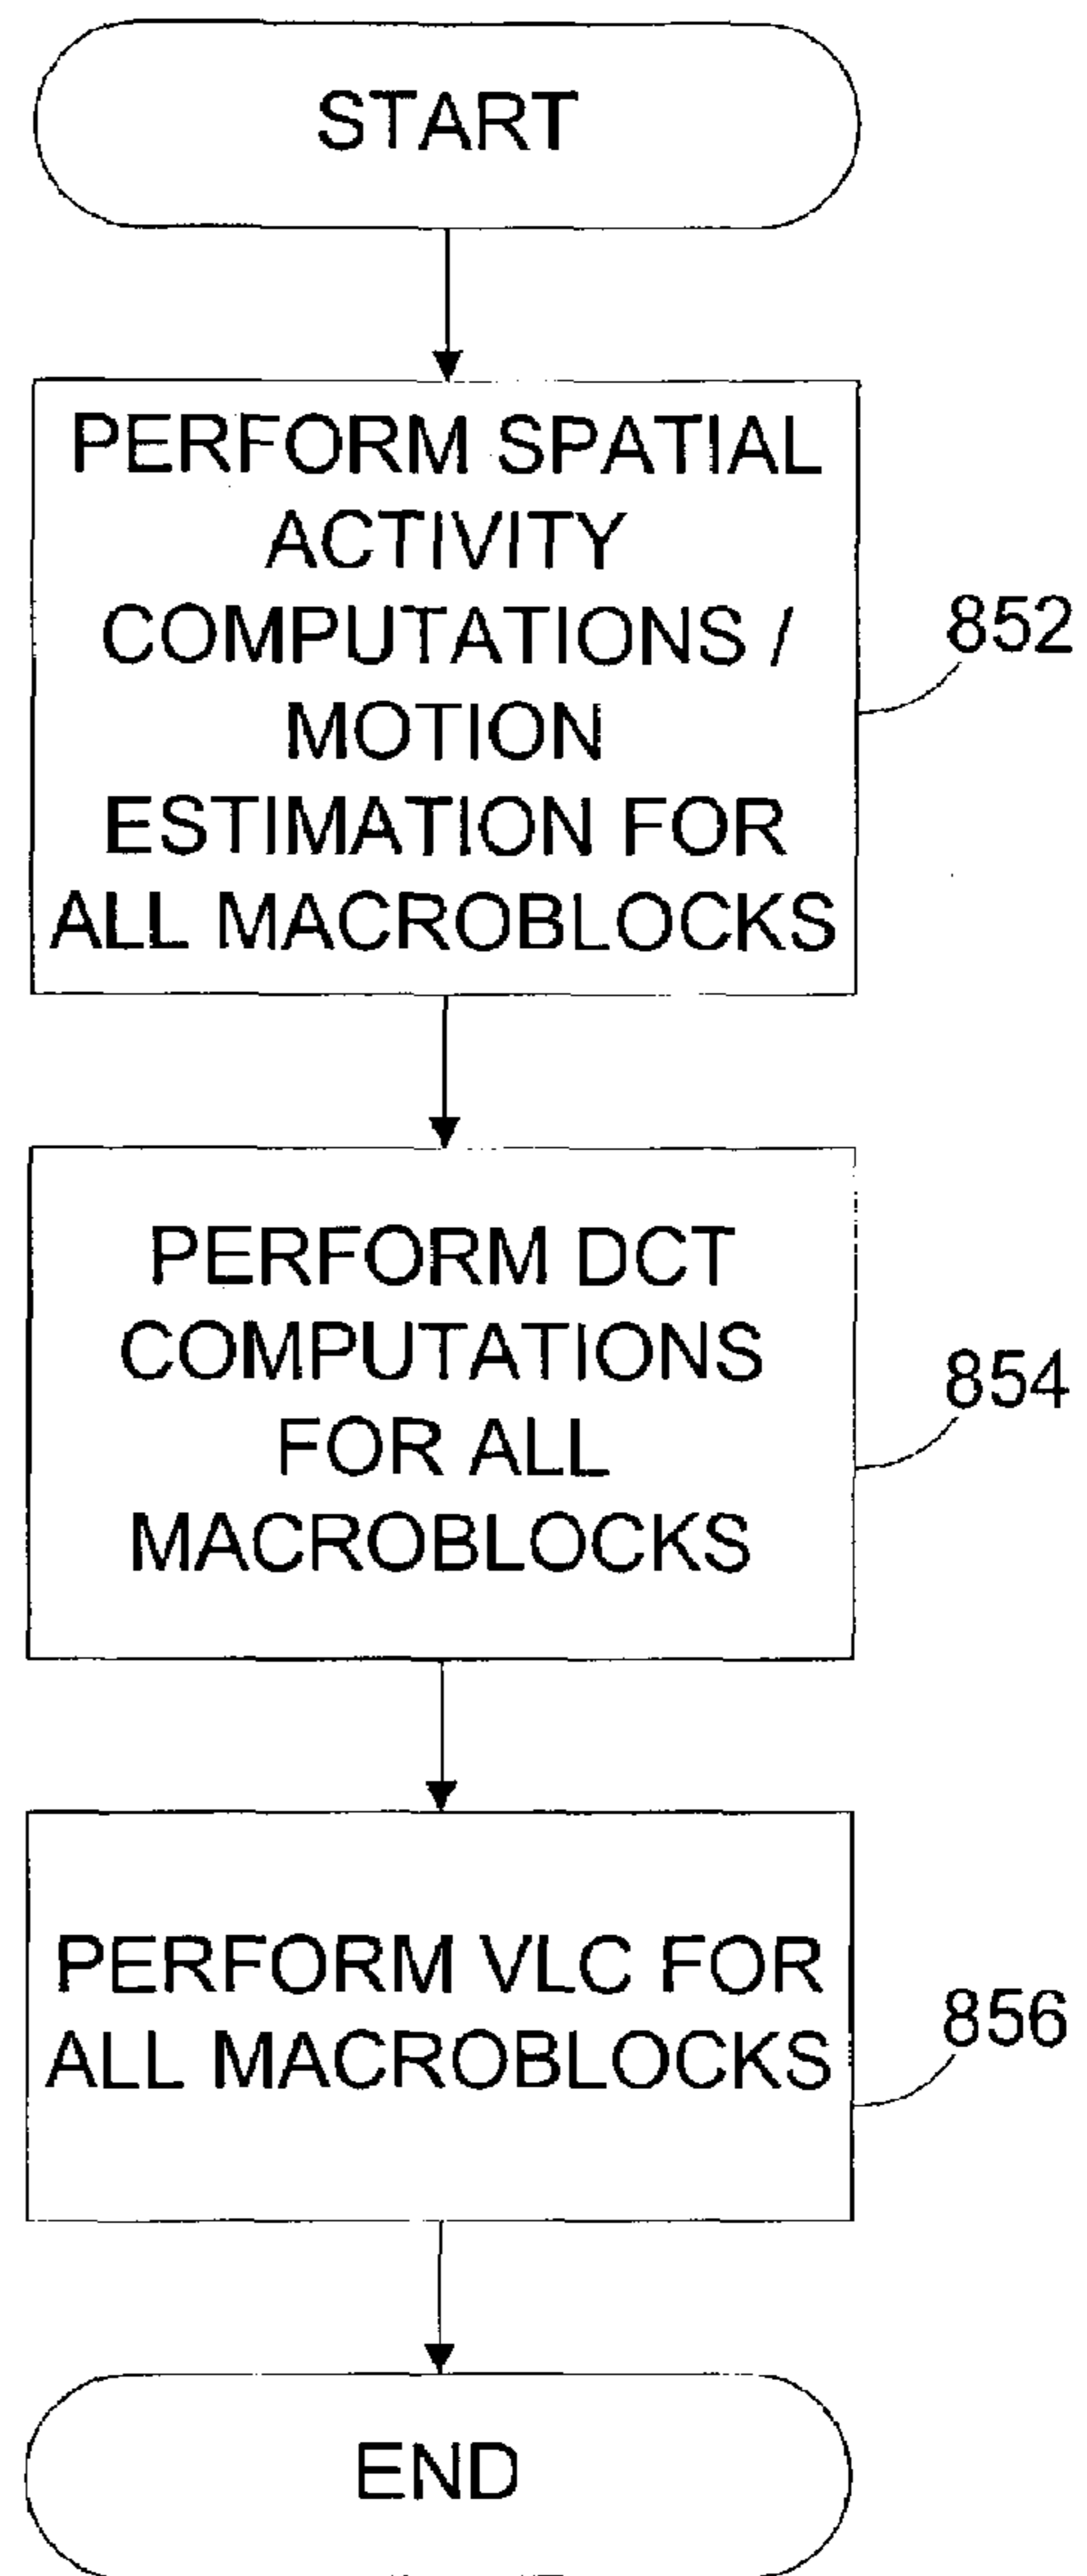 START
PERFORM SPATIAL
ACTIVITY
COMPUTATIONS /
MOTION
ESTIMATION FOR
ALL MACROBLOCKS
852
PERFORM DCT
COMPUTATIONS
FOR ALL
MACROBLOCKS
854
PERFORM VLC FOR
ALL MACROBLOCKS
856
END